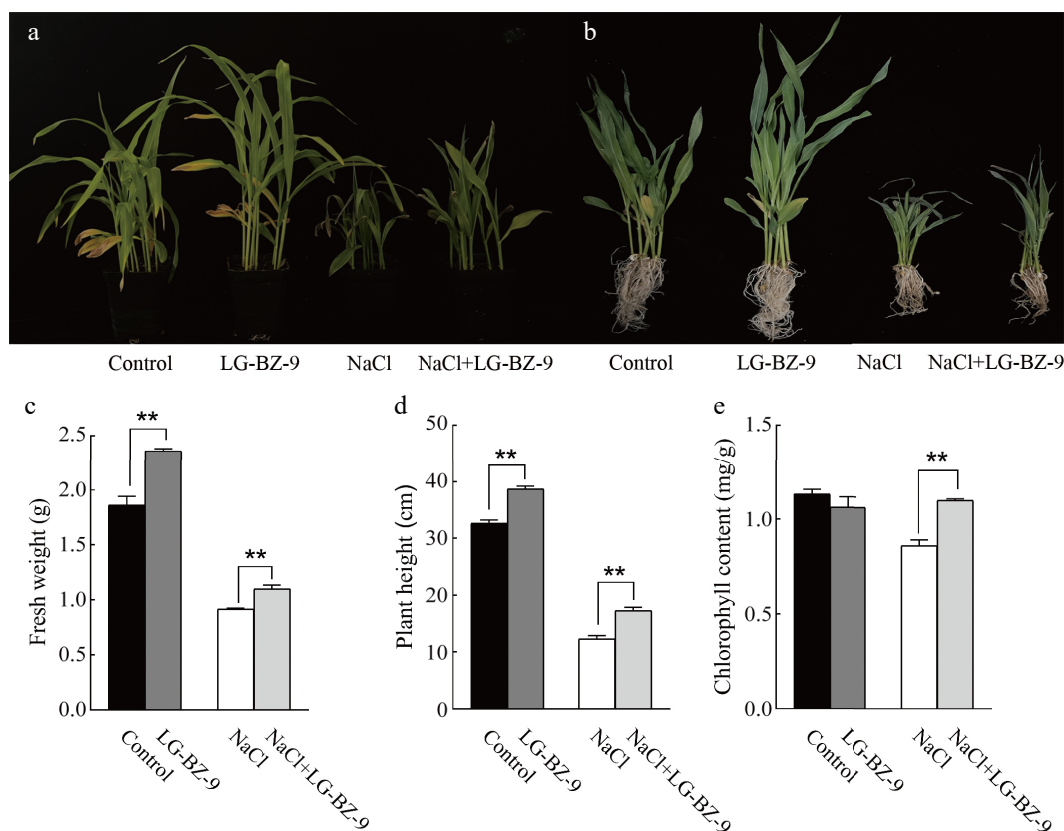 a
b
Control LG-BZ-9 NaCl NaCl+LG-BZ-9
Control LG-BZ-9 NaCl NaCl+LG-BZ-9
c
Fresh weight (g)
2.5
2.0
1.5
1.0
0.5
0.0
**
**
Control
LG-BZ-9
NaCl
NaCl+LG-BZ-9
d
Plant height (cm)
50
40
30
20
10
0
**
**
Control
LG-BZ-9
NaCl
NaCl+LG-BZ-9
e
Chlorophyll content (mg/g)
1.5
1.0
0.5
0.0
**
Control
LG-BZ-9
NaCl
NaCl+LG-BZ-9